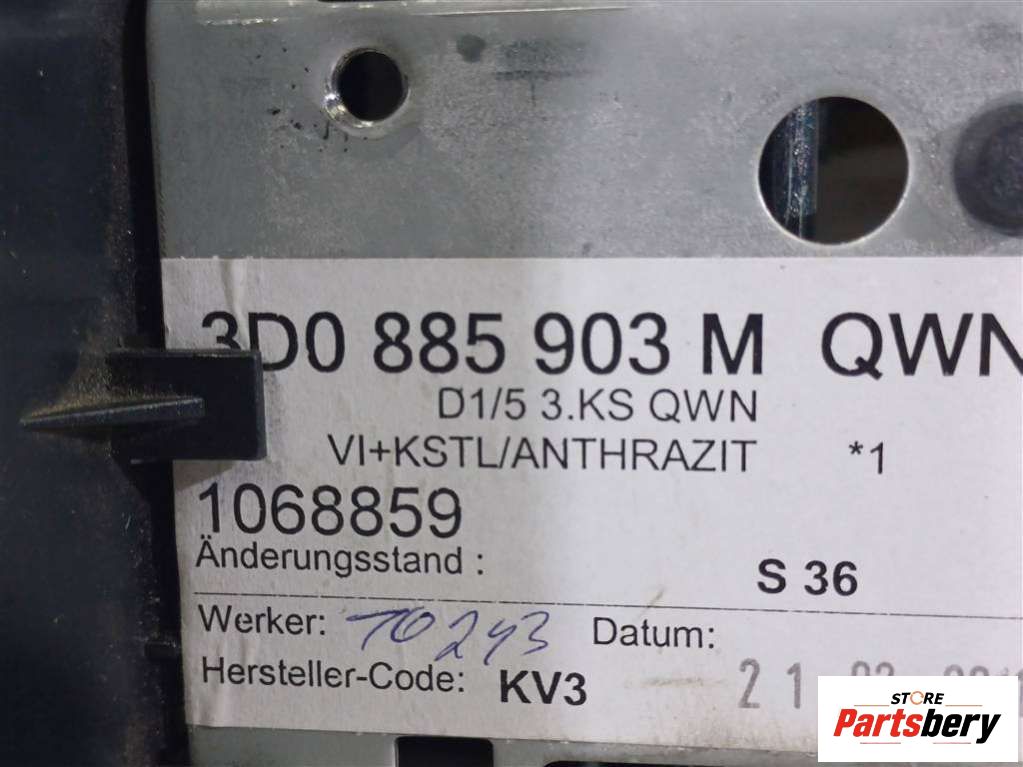 3D0 885 903 M QWN
D1/5 3.KS QWN
VI+KSTL/ANTHRAZIT *1
1068859
Änderungsstand : S 36
Werker: 10243 Datum:
Hersteller-Code: KV3 21
STORE
Partsbery